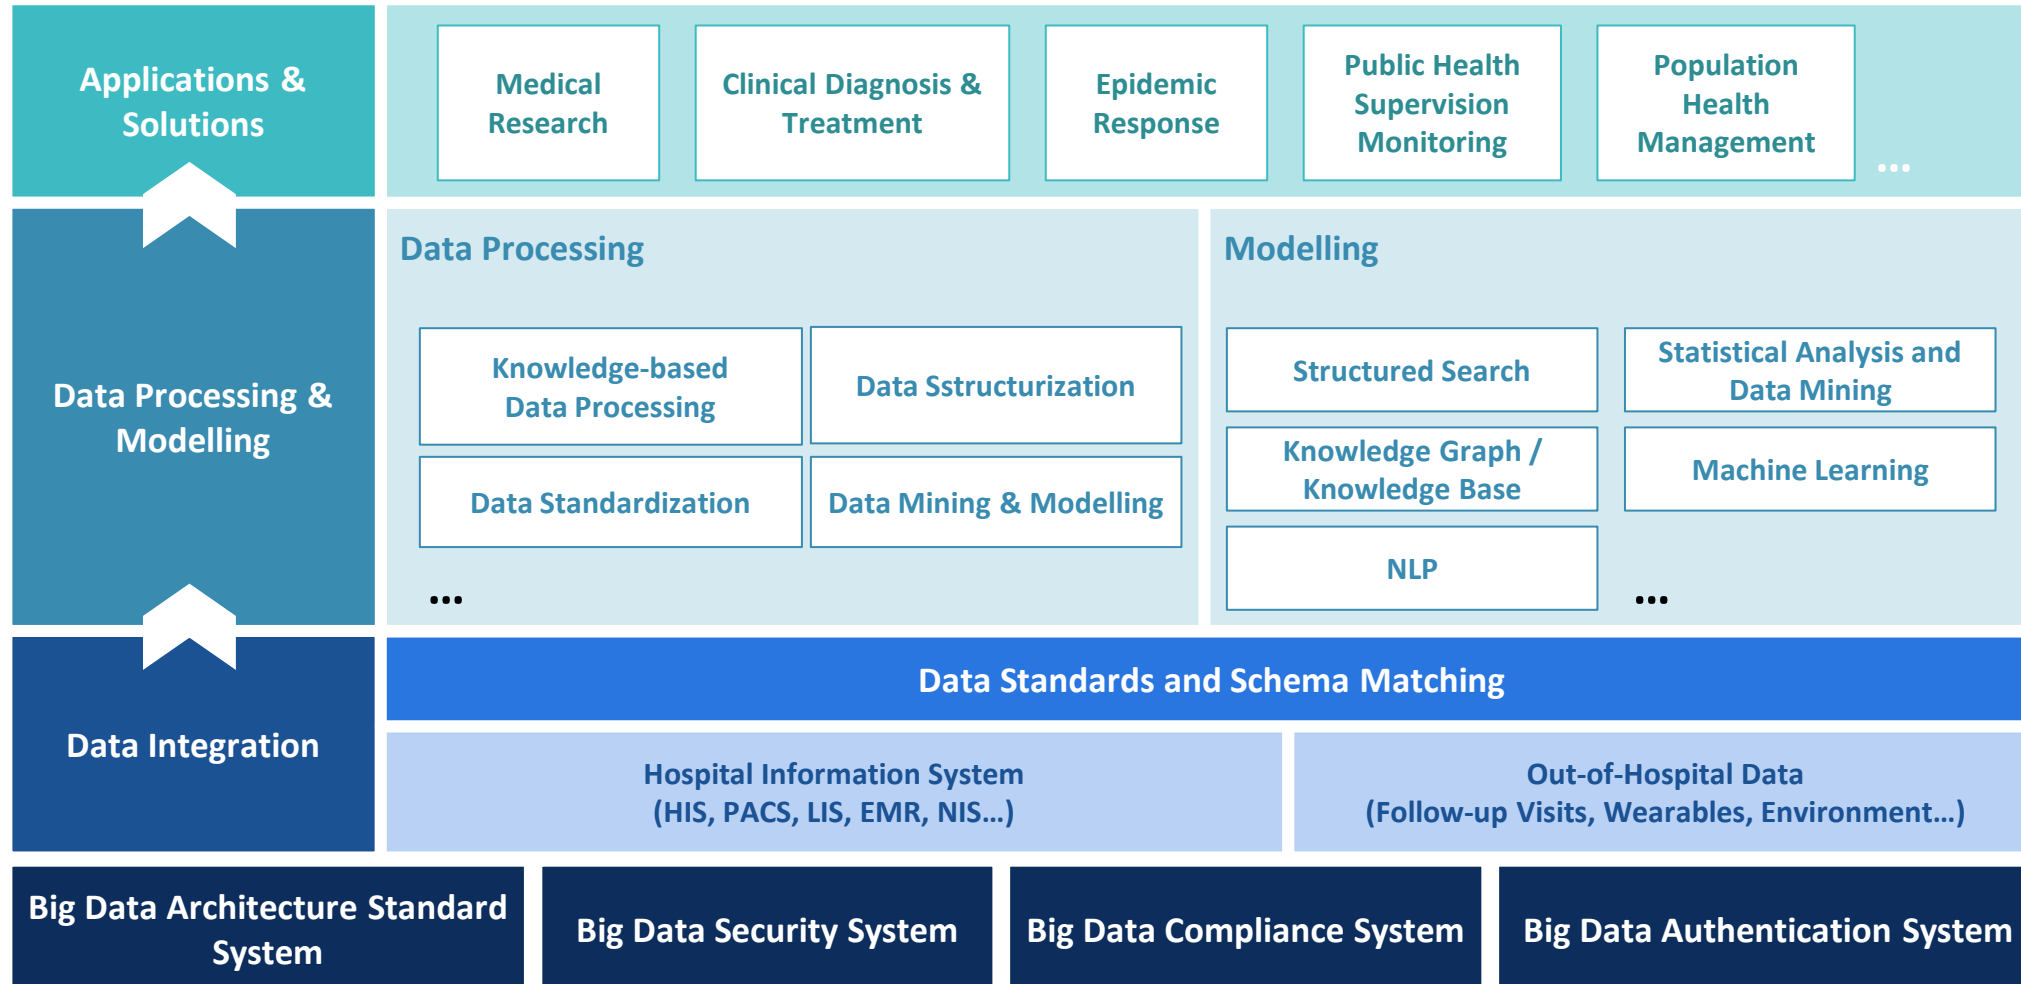 Applications &
Solutions
Medical
Research
Clinical Diagnosis &
Treatment
Epidemic
Response
Public Health
Supervision
Monitoring
Population
Health
Management
...
Data Processing &
Modelling
Data Processing
Knowledge-based
Data Processing
Data Sstructurization
Data Standardization
Data Mining & Modelling
...
Modelling
Structured Search
Statistical Analysis and
Data Mining
Knowledge Graph /
Knowledge Base
Machine Learning
NLP
...
Data Integration
Data Standards and Schema Matching
Hospital Information System
(HIS, PACS, LIS, EMR, NIS...)
Out-of-Hospital Data
(Follow-up Visits, Wearables, Environment...)
Big Data Architecture Standard
System
Big Data Security System
Big Data Compliance System
Big Data Authentication System